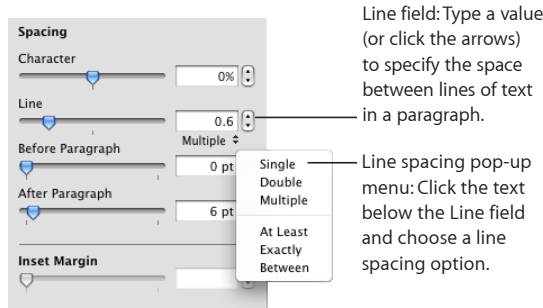 Spacing
Character
0%
Line
0.6
Multiple
Before Paragraph
0 pt
After Paragraph
6 pt
Inset Margin
Single
Double
Multiple
At Least
Exactly
Between
Line field: Type a value
(or click the arrows)
to specify the space
between lines of text
in a paragraph.
Line spacing pop-up
menu: Click the text
below the Line field
and choose a line
spacing option.